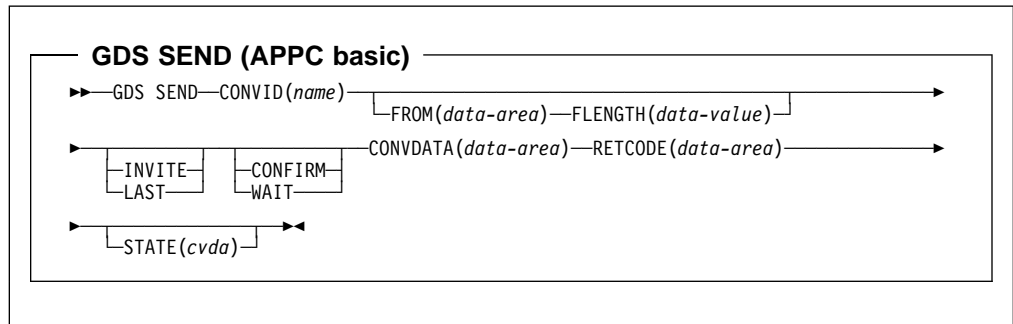 GDS SEND (APPC basic)
GDS SEND CONVID(name)
FROM(data-area) FLENGTH(data-value)
INVITE CONFIRM CONVDATA(data-area) RETCODE(data-area)
LAST WAIT
STATE(cvda)